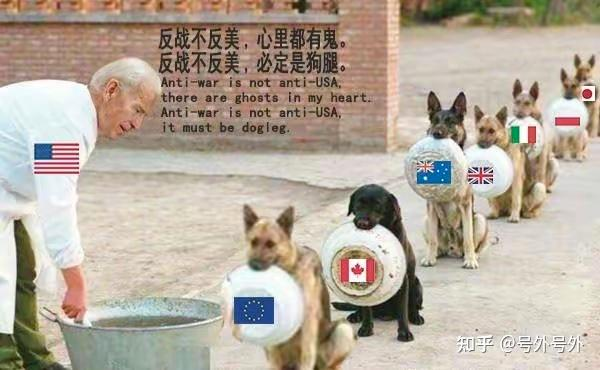 反战不反美，心里都有鬼。
反战不反美，必定是狗腿。
Anti-war is not anti-USA,
there are ghosts in my heart.
Anti-war is not anti-USA,
it must be dogleg.
知乎 @号外号外